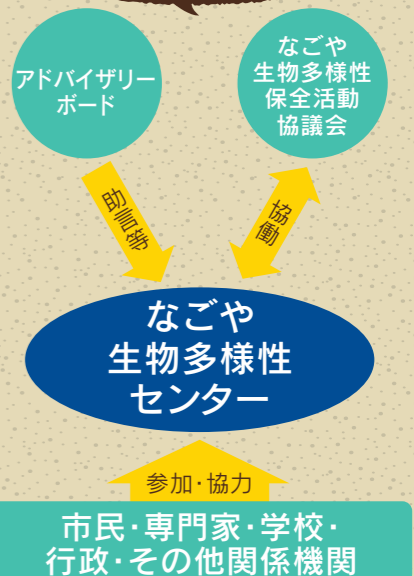 アドバイザリー
ボード
なごや
生物多様性
保全活動
協議会
助言等
協働
なごや
生物多様性
センター
参加・協力
市民・専門家・学校・
行政・その他関係機関